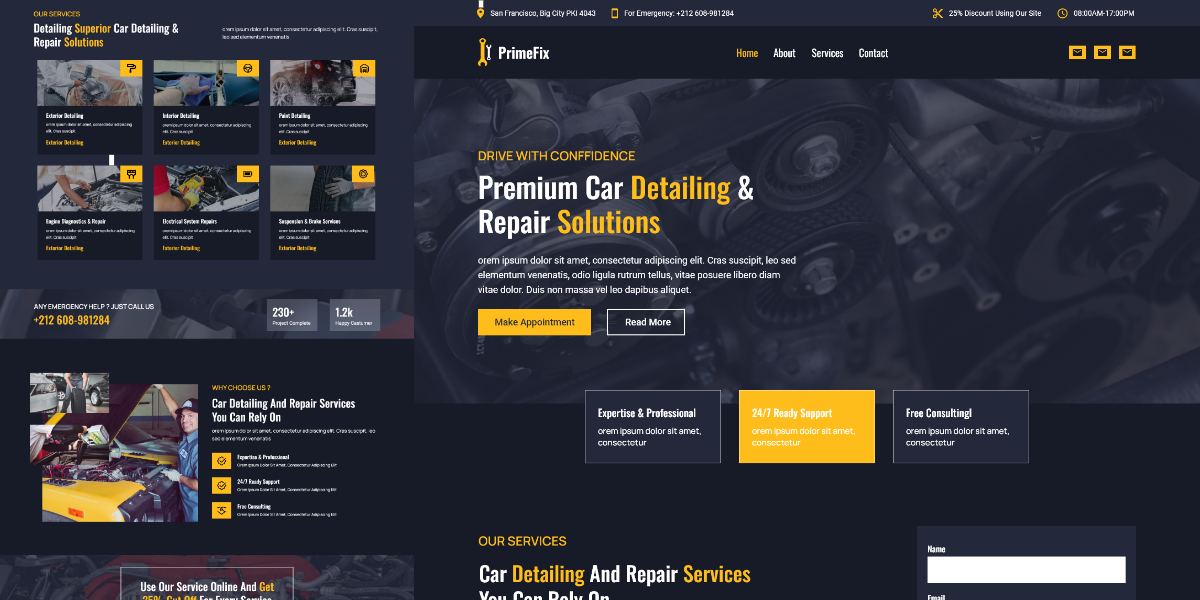 OUR SERVICES
Detailing Superior Car Detailing &
Repair Solutions
orem ipsum dolor sit amet, consectetur adipiscing elit. Cras suscipit,
leo sed elementum venenatis
Exterior Detailing
orem ipsum dolor sit amet, consectetur adipiscing
elit. Cras suscipit
Exterior Detailing
Interior Detailing
orem ipsum dolor sit amet, consectetur adipiscing
elit. Cras suscipit
Exterior Detailing
Paint Detailing
orem ipsum dolor sit amet, consectetur adipiscing
elit. Cras suscipit
Exterior Detailing
Engine Diagnostics & Repair
orem ipsum dolor sit amet, consectetur adipiscing
elit. Cras suscipit
Exterior Detailing
Electrical System Repairs
orem ipsum dolor sit amet, consectetur adipiscing
elit. Cras suscipit
Exterior Detailing
Suspension & Brake Services
orem ipsum dolor sit amet, consectetur adipiscing
elit. Cras suscipit
Exterior Detailing
ANY EMERGENCY HELP ? JUST CALL US
+212 608-981284
230+
Project Complete
1.2k
Happy Castumer
WHY CHOOSE US ?
Car Detailing And Repair Services
You Can Rely On
orem ipsum dolor sit amet, consectetur adipiscing elit. Cras suscipit, leo
sed elementum venenatis
Expertise & Professional
Orem Ipsum Dolor Sit Amet, Consectetur Adipiscing Elit
24/7 Ready Support
Orem Ipsum Dolor Sit Amet, Consectetur Adipiscing Elit
Free Consulting
Orem Ipsum Dolor Sit Amet, Consectetur Adipiscing Elit
Use Our Service Online And Get
25% Cut Off For Every Service
San Francisco, Big City PKI 4043
For Emergency: +212 608-981284
25% Discount Using Our Site
08:00AM-17:00PM
PrimeFix
Home About Services Contact
DRIVE WITH CONFFIDENCE
Premium Car Detailing &
Repair Solutions
orem ipsum dolor sit amet, consectetur adipiscing elit. Cras suscipit, leo sed
elementum venenatis, odio ligula rutrum tellus, vitae posuere libero diam
vitae dolor. Duis non massa vel leo dapibus aliquet.
Make Appointment
Read More
Expertise & Professional
orem ipsum dolor sit amet,
consectetur
24/7 Ready Support
orem ipsum dolor sit amet,
consectetur
Free Consultingl
orem ipsum dolor sit amet,
consectetur
OUR SERVICES
Car Detailing And Repair Services
You Can Rely On
Name
Email